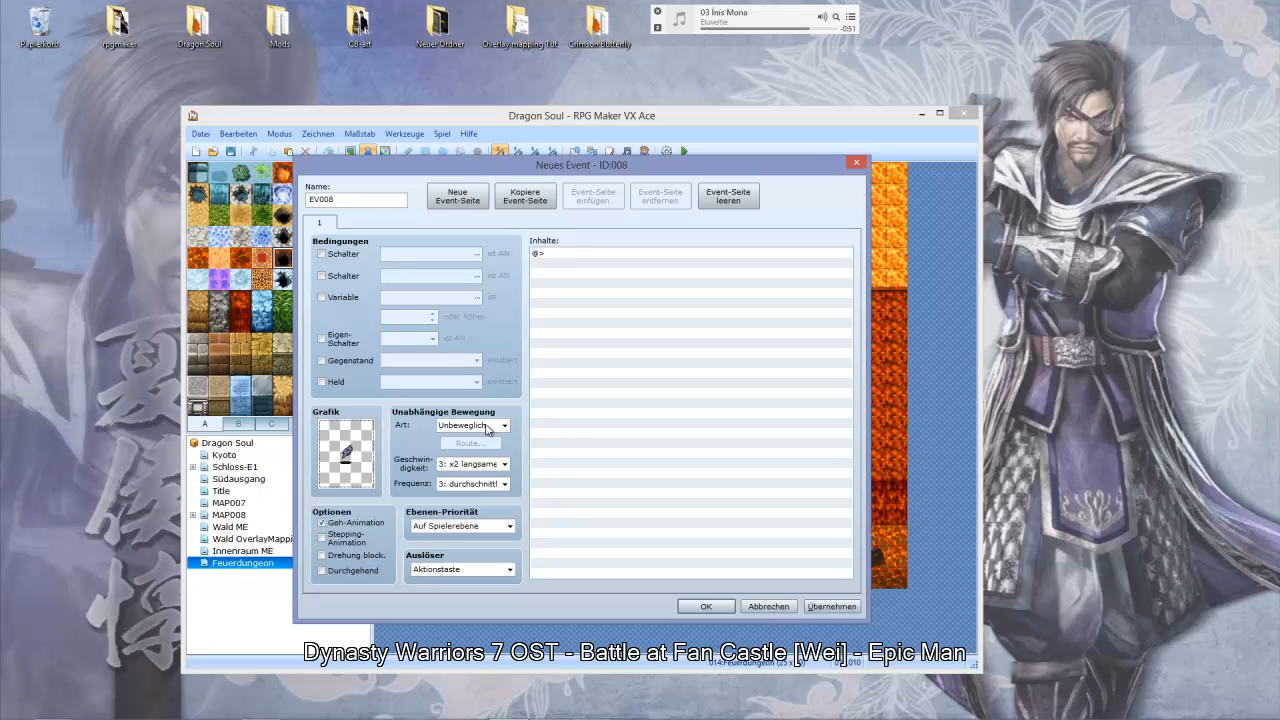 Papierkorb
rpgmaker
Dragon Soul
Mods
CB-art
Neuer Ordner
Overlay mapping Tut
Crimson Butterfly
03 Ínis Mona
Eluveitie
-0:51
Dragon Soul - RPG Maker VX Ace
Datei Bearbeiten Modus Zeichnen Maßstab Werkzeuge Spiel Hilfe
Neues Event - ID:008
Name:
EV008
Neue Event-Seite
Kopiere Event-Seite
Event-Seite einfügen
Event-Seite entfernen
Event-Seite leeren
1
Bedingungen
Schalter ... ist AN
Schalter ... ist AN
Variable ... ist
oder höher
Eigen-Schalter ist AN
Gegenstand existiert
Held existiert
Inhalte:
@>
Grafik
Unabhängige Bewegung
Art: Unbeweglich
Route...
Geschwin-digkeit: 3: x2 langsame
Frequenz: 3: durchschnittl
Optionen
Geh-Animation
Stepping-Animation
Drehung block.
Durchgehend
Ebenen-Priorität
Auf Spielerebene
Auslöser
Aktionstaste
OK Abbrechen Übernehmen
A B C
Dragon Soul
Kyoto
Schloss-E1
Südausgang
Title
MAP007
MAP008
Wald ME
Wald OverlayMappi
Innenraum ME
Feuerdungeon
Dynasty Warriors 7 OST - Battle at Fan Castle [Wei] - Epic Man
夏侯惇